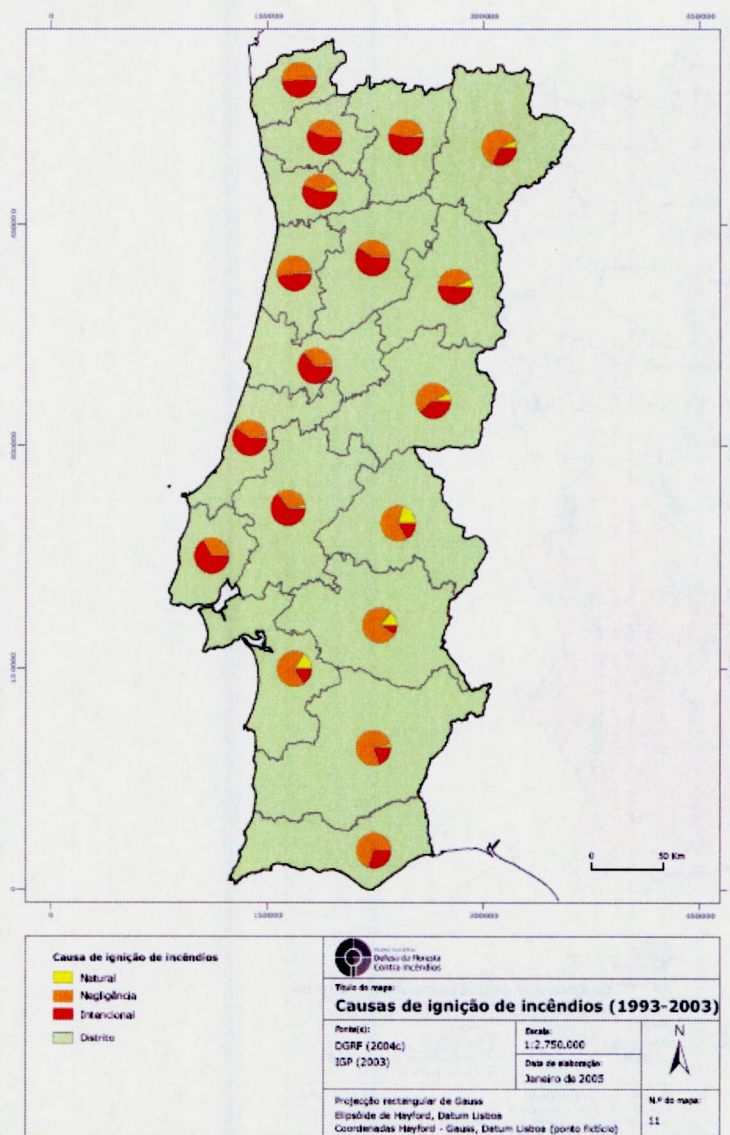 0
150000
300000
450000
0
50 Km
0
0
150000
300000
450000
Causa de ignição de incêndios
Natural
Negligência
Intencional
Distrito
Defesa da Floresta
Contra Incêndios
Título do mapa:
Causas de ignição de incêndios (1993-2003)
Fonte(s):
DGRF (2004c)
IGP (2003)
Escala:
1:2.750.000
Data de elaboração:
Janeiro de 2005
N
Projecção rectangular de Gauss
Elipsóide de Hayford, Datum Lisboa
Coordenadas Hayford - Gauss, Datum Lisboa (ponto fictício)
N.º do mapa:
11